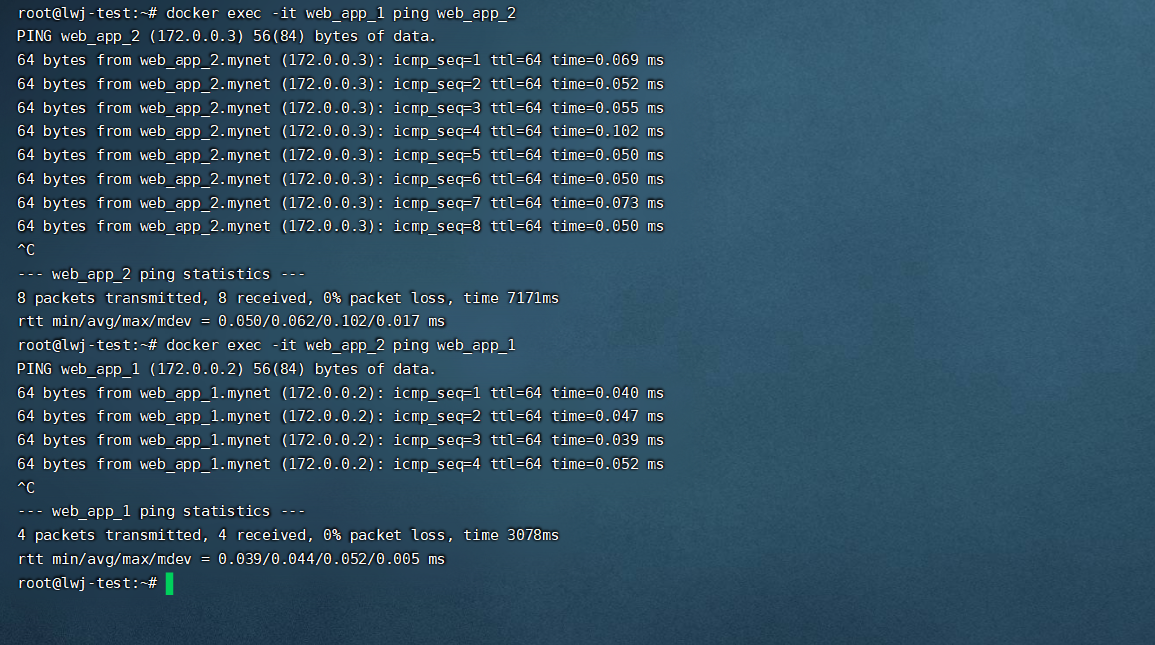 root@lwj-test:~# docker exec -it web_app_1 ping web_app_2
PING web_app_2 (172.0.0.3) 56(84) bytes of data.
64 bytes from web_app_2.mynet (172.0.0.3): icmp_seq=1 ttl=64 time=0.069 ms
64 bytes from web_app_2.mynet (172.0.0.3): icmp_seq=2 ttl=64 time=0.052 ms
64 bytes from web_app_2.mynet (172.0.0.3): icmp_seq=3 ttl=64 time=0.055 ms
64 bytes from web_app_2.mynet (172.0.0.3): icmp_seq=4 ttl=64 time=0.102 ms
64 bytes from web_app_2.mynet (172.0.0.3): icmp_seq=5 ttl=64 time=0.050 ms
64 bytes from web_app_2.mynet (172.0.0.3): icmp_seq=6 ttl=64 time=0.050 ms
64 bytes from web_app_2.mynet (172.0.0.3): icmp_seq=7 ttl=64 time=0.073 ms
64 bytes from web_app_2.mynet (172.0.0.3): icmp_seq=8 ttl=64 time=0.050 ms
^C
--- web_app_2 ping statistics ---
8 packets transmitted, 8 received, 0% packet loss, time 7171ms
rtt min/avg/max/mdev = 0.050/0.062/0.102/0.017 ms
root@lwj-test:~# docker exec -it web_app_2 ping web_app_1
PING web_app_1 (172.0.0.2) 56(84) bytes of data.
64 bytes from web_app_1.mynet (172.0.0.2): icmp_seq=1 ttl=64 time=0.040 ms
64 bytes from web_app_1.mynet (172.0.0.2): icmp_seq=2 ttl=64 time=0.047 ms
64 bytes from web_app_1.mynet (172.0.0.2): icmp_seq=3 ttl=64 time=0.039 ms
64 bytes from web_app_1.mynet (172.0.0.2): icmp_seq=4 ttl=64 time=0.052 ms
^C
--- web_app_1 ping statistics ---
4 packets transmitted, 4 received, 0% packet loss, time 3078ms
rtt min/avg/max/mdev = 0.039/0.044/0.052/0.005 ms
root@lwj-test:~#